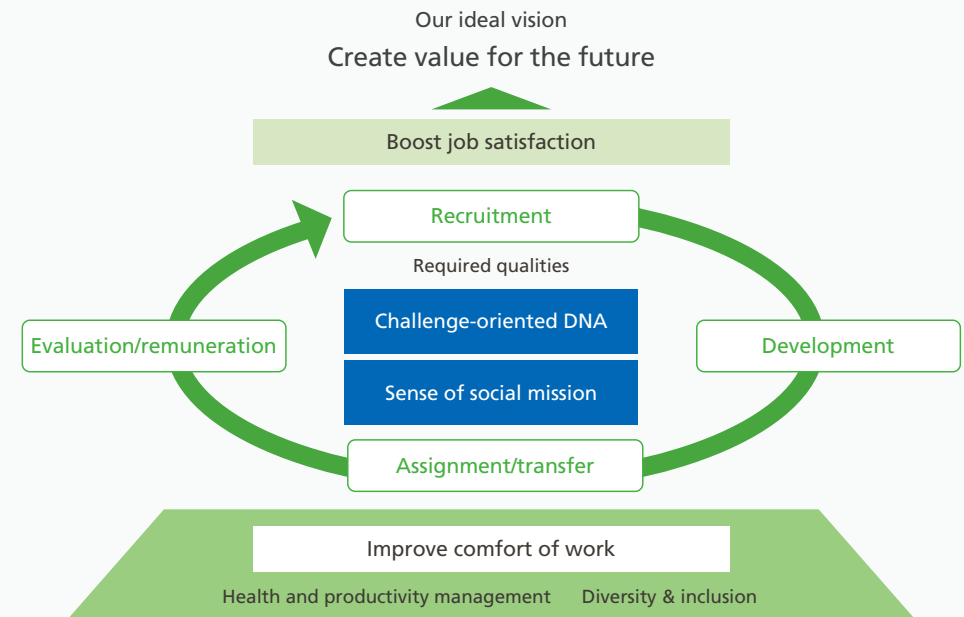 Our ideal vision
Create value for the future
Boost job satisfaction
Recruitment
Required qualities
Challenge-oriented DNA
Evaluation/remuneration
Development
Sense of social mission
Assignment/transfer
Improve comfort of work
Health and productivity management
Diversity & inclusion